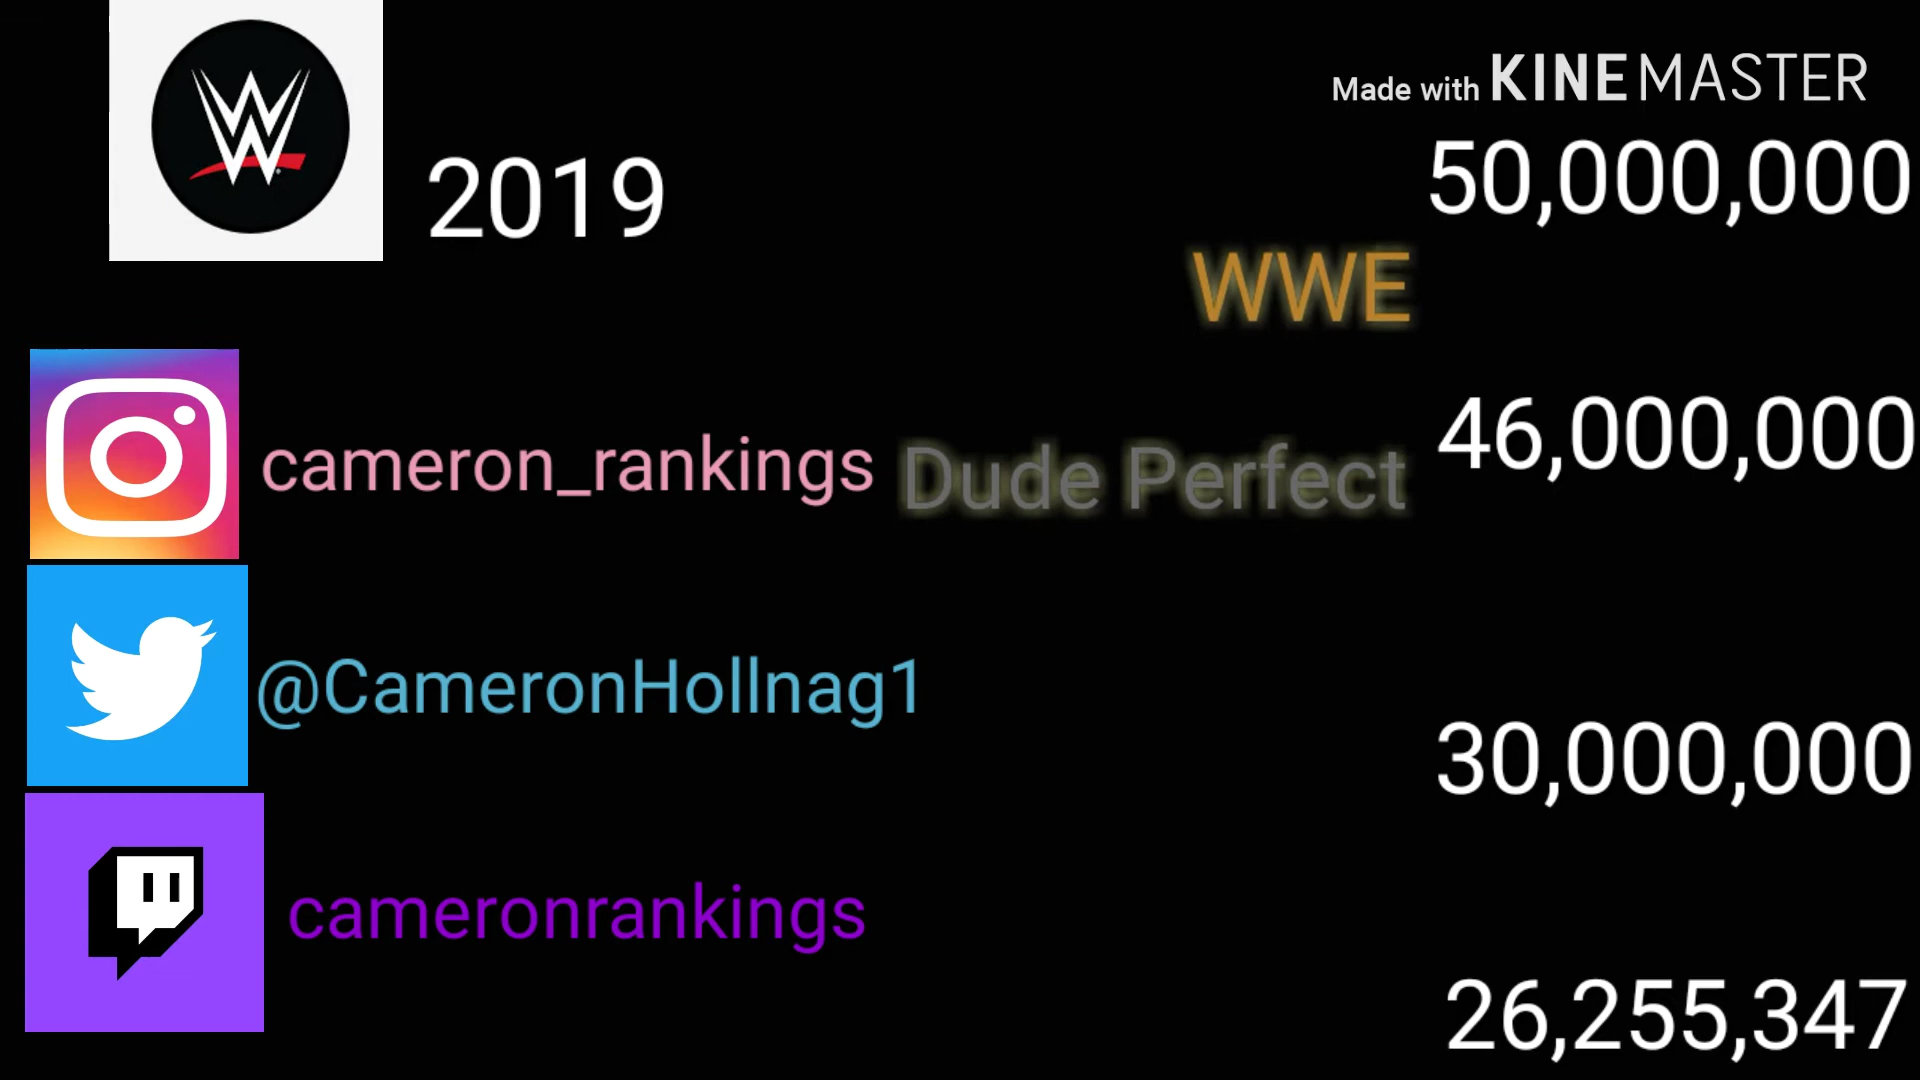 Made with KINEMASTER
2019
50,000,000
WWE
cameron_rankings
Dude Perfect
46,000,000
@CameronHollnag1
30,000,000
cameronrankings
26,255,347